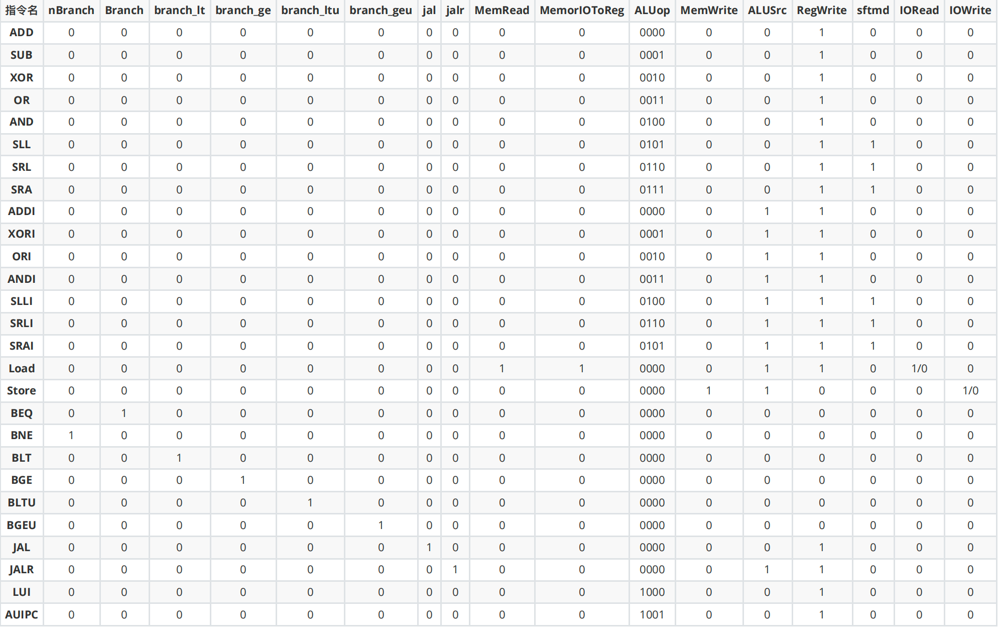 指令名 nBranch Branch branch_lt branch_ge branch_ltu branch_geu jal jalr MemRead MemorIOToReg ALUop MemWrite ALUSrc RegWrite sftmd IORead IOWrite
ADD 0 0 0 0 0 0 0 0 0 0 0000 0 0 1 0 0 0
SUB 0 0 0 0 0 0 0 0 0 0 0001 0 0 1 0 0 0
XOR 0 0 0 0 0 0 0 0 0 0 0010 0 0 1 0 0 0
OR 0 0 0 0 0 0 0 0 0 0 0011 0 0 1 0 0 0
AND 0 0 0 0 0 0 0 0 0 0 0100 0 0 1 0 0 0
SLL 0 0 0 0 0 0 0 0 0 0 0101 0 0 1 1 0 0
SRL 0 0 0 0 0 0 0 0 0 0 0110 0 0 1 1 0 0
SRA 0 0 0 0 0 0 0 0 0 0 0111 0 0 1 1 0 0
ADDI 0 0 0 0 0 0 0 0 0 0 0000 0 1 1 0 0 0
XORI 0 0 0 0 0 0 0 0 0 0 0001 0 1 1 0 0 0
ORI 0 0 0 0 0 0 0 0 0 0 0010 0 1 1 0 0 0
ANDI 0 0 0 0 0 0 0 0 0 0 0011 0 1 1 0 0 0
SLLI 0 0 0 0 0 0 0 0 0 0 0100 0 1 1 1 0 0
SRLI 0 0 0 0 0 0 0 0 0 0 0110 0 1 1 1 0 0
SRAI 0 0 0 0 0 0 0 0 0 0 0101 0 1 1 1 0 0
Load 0 0 0 0 0 0 0 0 1 1 0000 0 1 1 0 1/0 0
Store 0 0 0 0 0 0 0 0 0 0 0000 1 1 0 0 0 1/0
BEQ 0 1 0 0 0 0 0 0 0 0 0000 0 0 0 0 0 0
BNE 1 0 0 0 0 0 0 0 0 0 0000 0 0 0 0 0 0
BLT 0 0 1 0 0 0 0 0 0 0 0000 0 0 0 0 0 0
BGE 0 0 0 1 0 0 0 0 0 0 0000 0 0 0 0 0 0
BLTU 0 0 0 0 1 0 0 0 0 0 0000 0 0 0 0 0 0
BGEU 0 0 0 0 0 1 0 0 0 0 0000 0 0 0 0 0 0
JAL 0 0 0 0 0 0 1 0 0 0 0000 0 0 1 0 0 0
JALR 0 0 0 0 0 0 0 1 0 0 0000 0 1 1 0 0 0
LUI 0 0 0 0 0 0 0 0 0 0 1000 0 0 1 0 0 0
AUIPC 0 0 0 0 0 0 0 0 0 0 1001 0 0 1 0 0 0